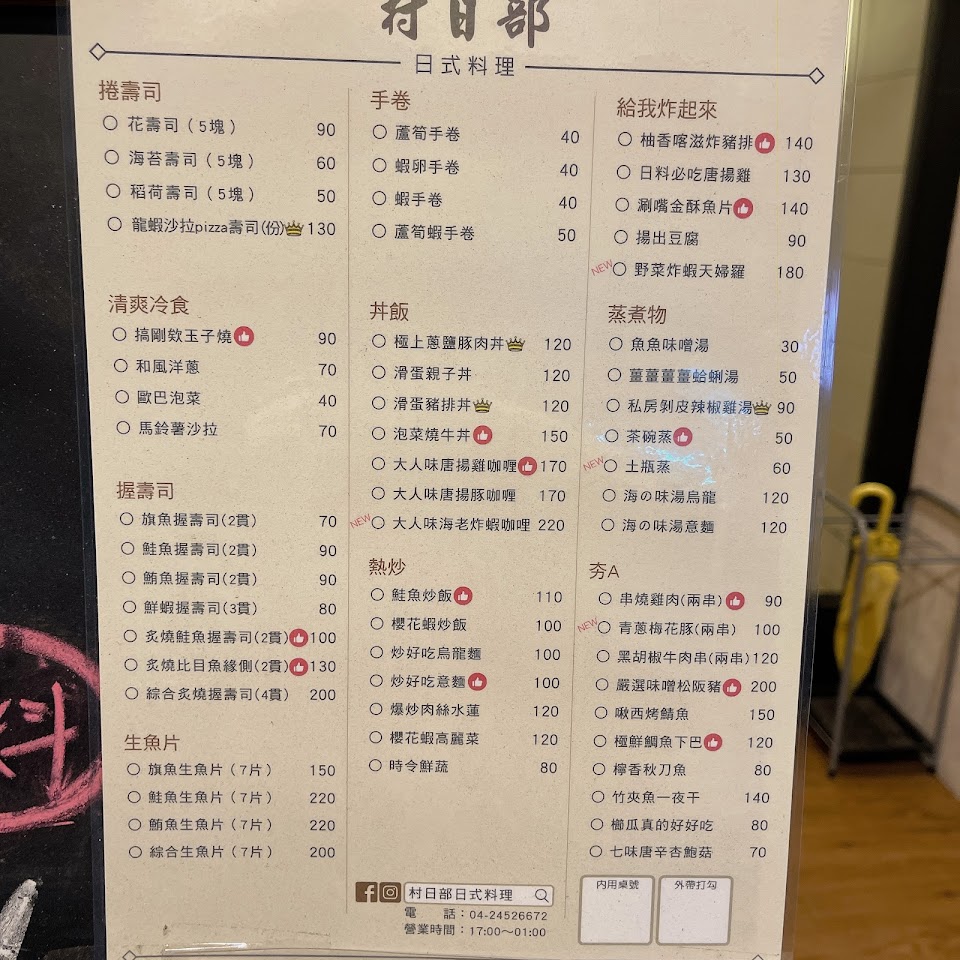 村日部
日式料理
捲壽司
花壽司（5塊） 90
海苔壽司（5塊） 60
稻荷壽司（5塊） 50
龍蝦沙拉pizza壽司(份) 130
清爽冷食
搞剛欸玉子燒 90
和風洋蔥 70
歐巴泡菜 40
馬鈴薯沙拉 70
握壽司
旗魚握壽司(2貫) 70
鮭魚握壽司(2貫) 90
鮪魚握壽司(2貫) 90
鮮蝦握壽司(3貫) 80
炙燒鮭魚握壽司(2貫) 100
炙燒比目魚緣側(2貫) 130
綜合炙燒握壽司(4貫) 200
生魚片
旗魚生魚片（7片） 150
鮭魚生魚片（7片） 220
鮪魚生魚片（7片） 220
綜合生魚片（7片） 200
手卷
蘆筍手卷 40
蝦卵手卷 40
蝦手卷 40
蘆筍蝦手卷 50
丼飯
極上蔥鹽豚肉丼 120
滑蛋親子丼 120
滑蛋豬排丼 120
泡菜燒牛丼 150
大人味唐揚雞咖喱 170
大人味唐揚豚咖喱 170
NEW 大人味海老炸蝦咖哩 220
熱炒
鮭魚炒飯 110
櫻花蝦炒飯 100
炒好吃烏龍麵 100
炒好吃意麵 100
爆炒肉絲水蓮 120
櫻花蝦高麗菜 120
時令鮮蔬 80
給我炸起來
柚香喀滋炸豬排 140
日料必吃唐揚雞 130
涮嘴金酥魚片 140
揚出豆腐 90
NEW 野菜炸蝦天婦羅 180
蒸煮物
魚魚味噌湯 30
薑薑薑薑蛤蜊湯 50
私房剝皮辣椒雞湯 90
茶碗蒸 50
NEW 土瓶蒸 60
海の味湯烏龍 120
海の味湯意麵 120
夯A
串燒雞肉(兩串) 90
NEW 青蔥梅花豚(兩串) 100
黑胡椒牛肉串(兩串) 120
嚴選味噌松阪豬 200
啾西烤鯖魚 150
極鮮鯛魚下巴 120
檸香秋刀魚 80
竹夾魚一夜干 140
櫛瓜真的好好吃 80
七味唐辛杏鮑菇 70
村日部日式料理
電　話：04-24526672
營業時間：17:00～01:00
內用桌號
外帶打勾
料